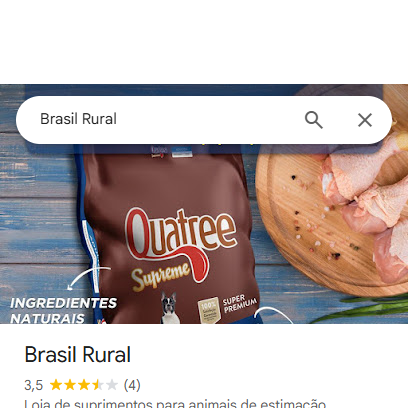 Brasil Rural
Quatree
Supreme
INGREDIENTES
NATURAIS
100%
SUPER
PREMIUM
Brasil Rural
3,5 (4)
Loja de suprimentos para animais de estimação